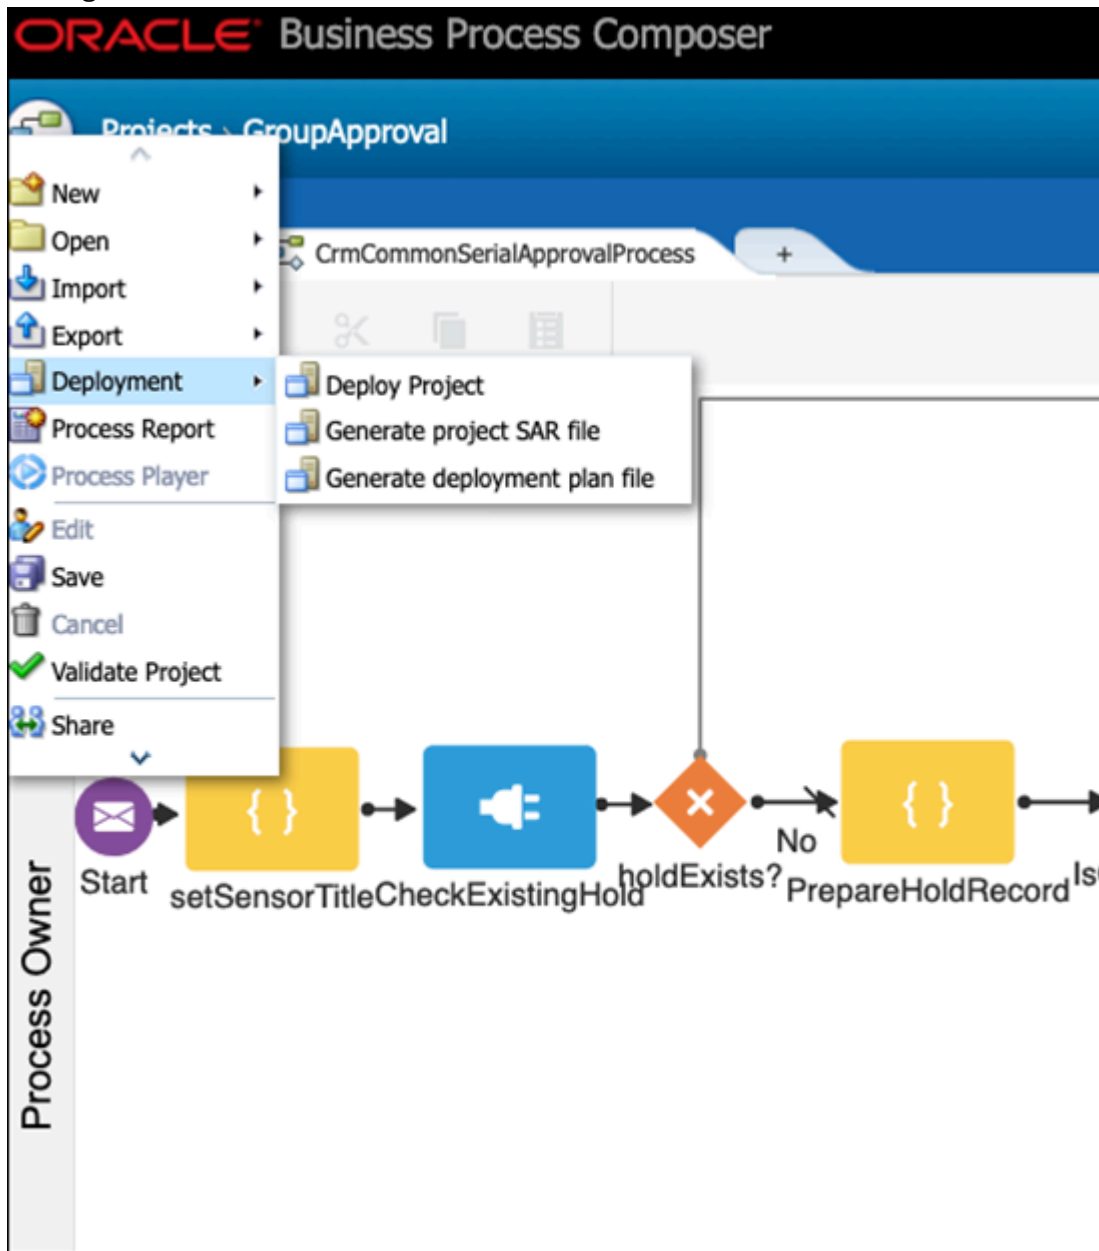 ORACLE Business Process Composer
Projects GroupApproval
New
Open
Import
Export
Deployment
Process Report
Process Player
Edit
Save
Cancel
Validate Project
Share
CrmCommonSerialApprovalProcess +
Deploy Project
Generate project SAR file
Generate deployment plan file
Process Owner
Start
setSensorTitle
CheckExistingHold
holdExists?
No
PrepareHoldRecord